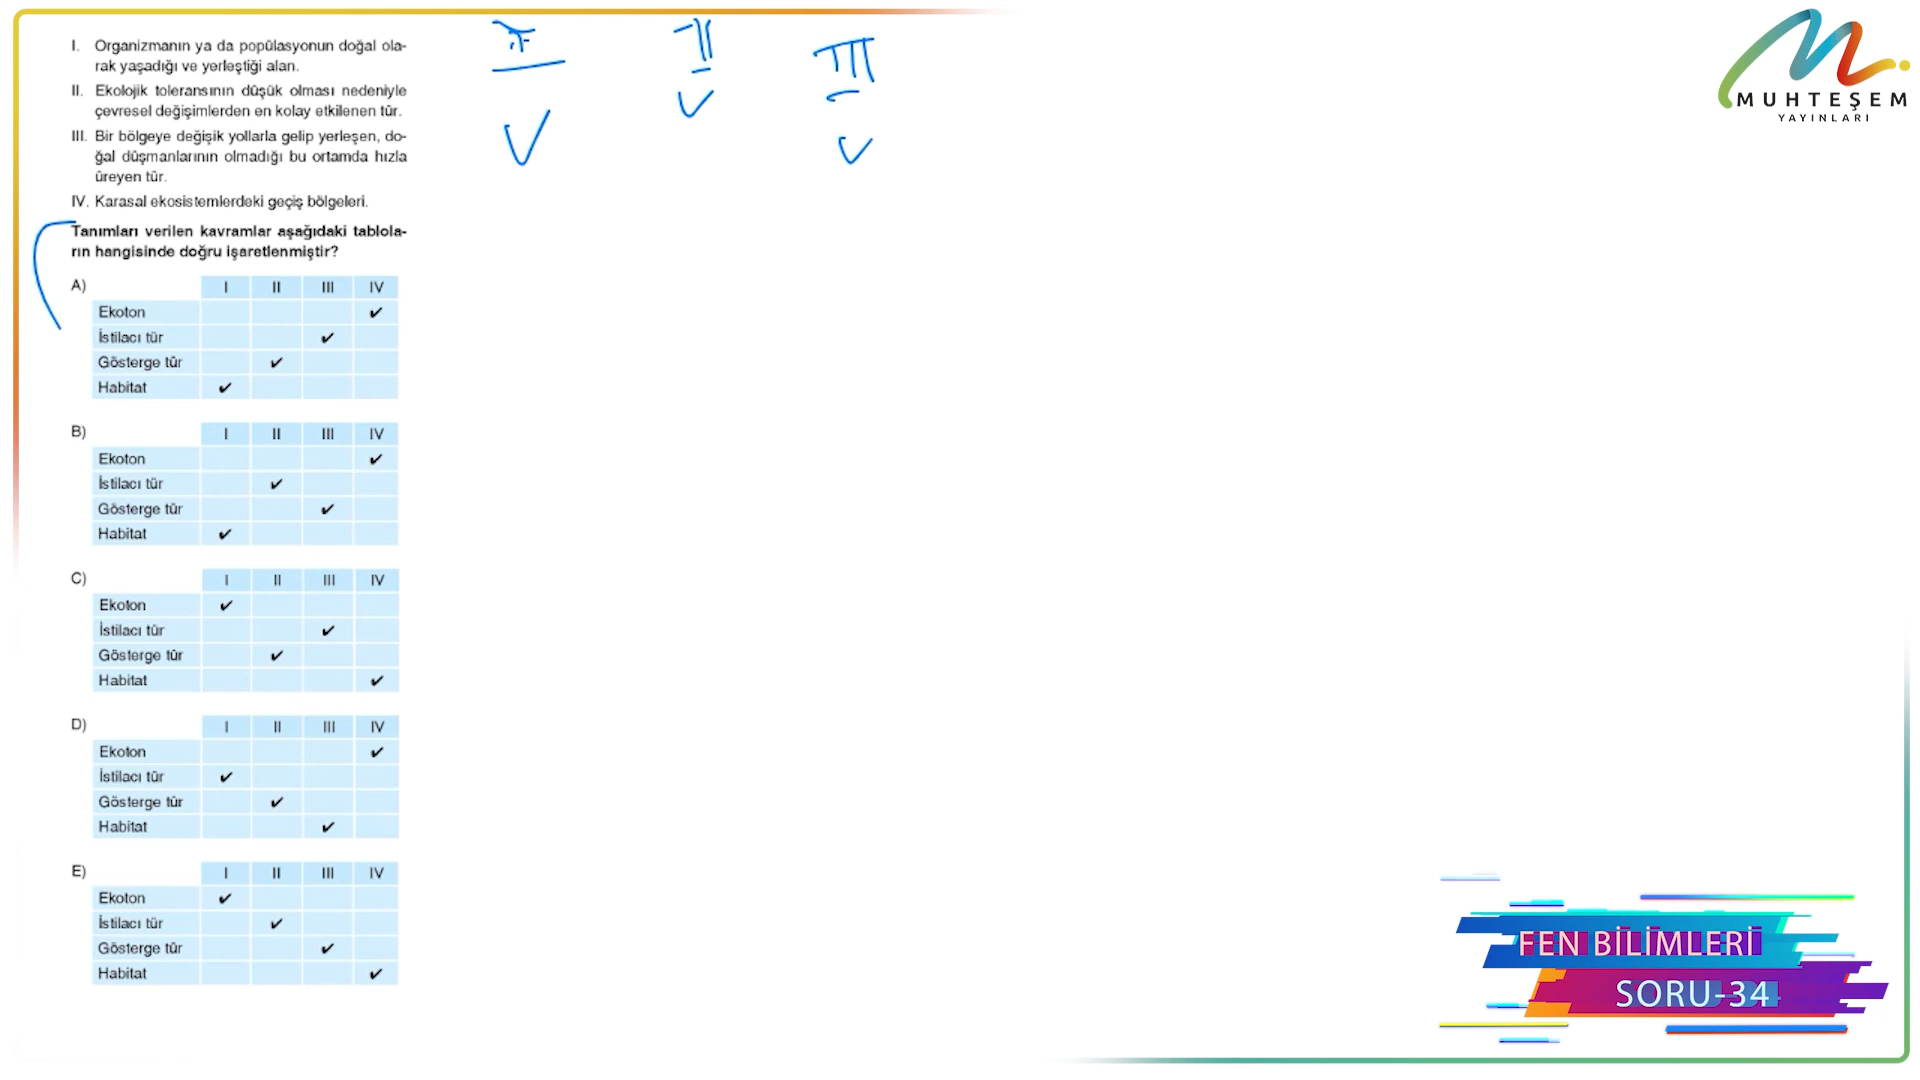 I. Organizmanın ya da popülasyonun doğal ola-
rak yaşadığı ve yerleştiği alan.
II. Ekolojik toleransının düşük olması nedeniyle
çevresel değişimlerden en kolay etkilenen tür.
III. Bir bölgeye değişik yollarla gelip yerleşen, do-
ğal düşmanlarının olmadığı bu ortamda hızla
üreyen tür.
IV. Karasal ekosistemlerdeki geçiş bölgeleri.
Tanımları verilen kavramlar aşağıdaki tablola-
rın hangisinde doğru işaretlenmiştir?
A) I II III IV
Ekoton ✔
İstilacı tür ✔
Gösterge tür ✔
Habitat ✔
B) I II III IV
Ekoton ✔
İstilacı tür ✔
Gösterge tür ✔
Habitat ✔
C) I II III IV
Ekoton ✔
İstilacı tür ✔
Gösterge tür ✔
Habitat ✔
D) I II III IV
Ekoton ✔
İstilacı tür ✔
Gösterge tür ✔
Habitat ✔
E) I II III IV
Ekoton ✔
İstilacı tür ✔
Gösterge tür ✔
Habitat ✔
II III
MUHTEŞEM
YAYINLARI
FEN BİLİMLERİ
SORU-34